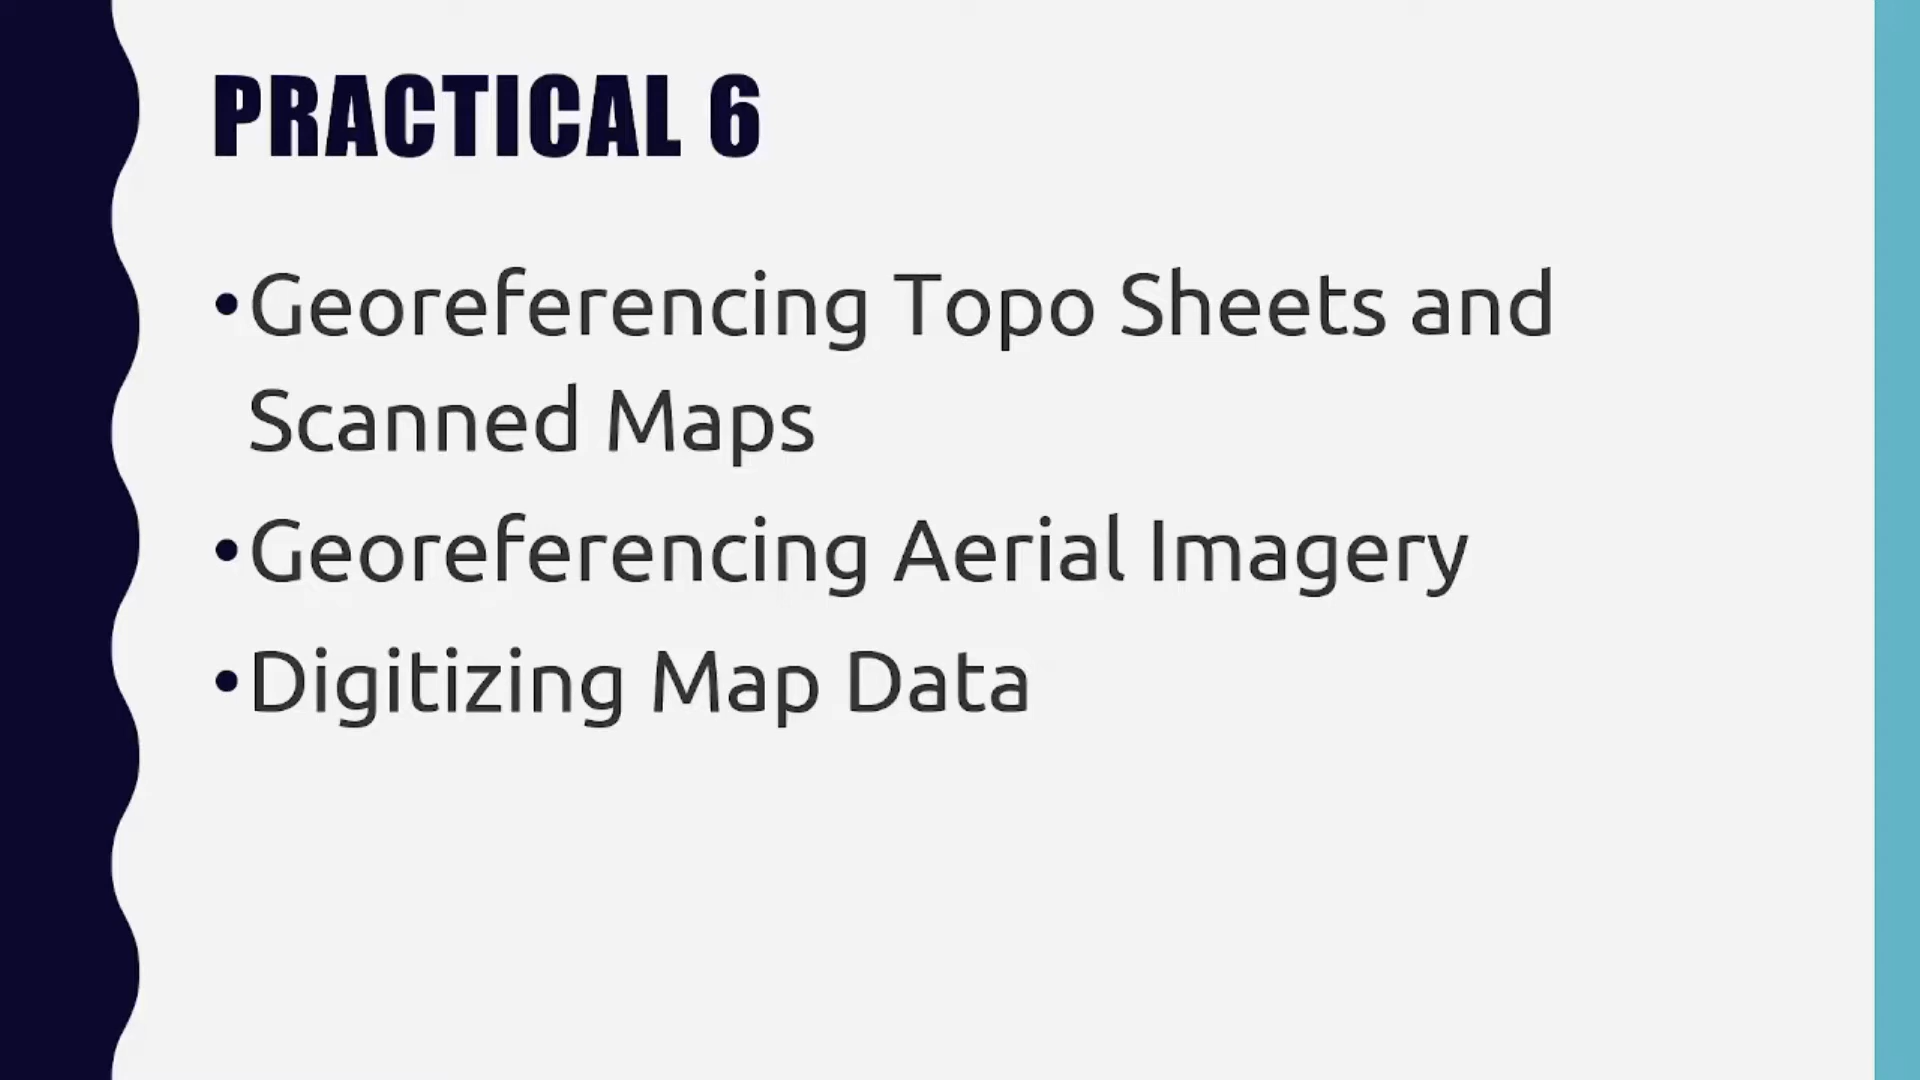 PRACTICAL 6
•Georeferencing Topo Sheets and
Scanned Maps
•Georeferencing Aerial Imagery
•Digitizing Map Data